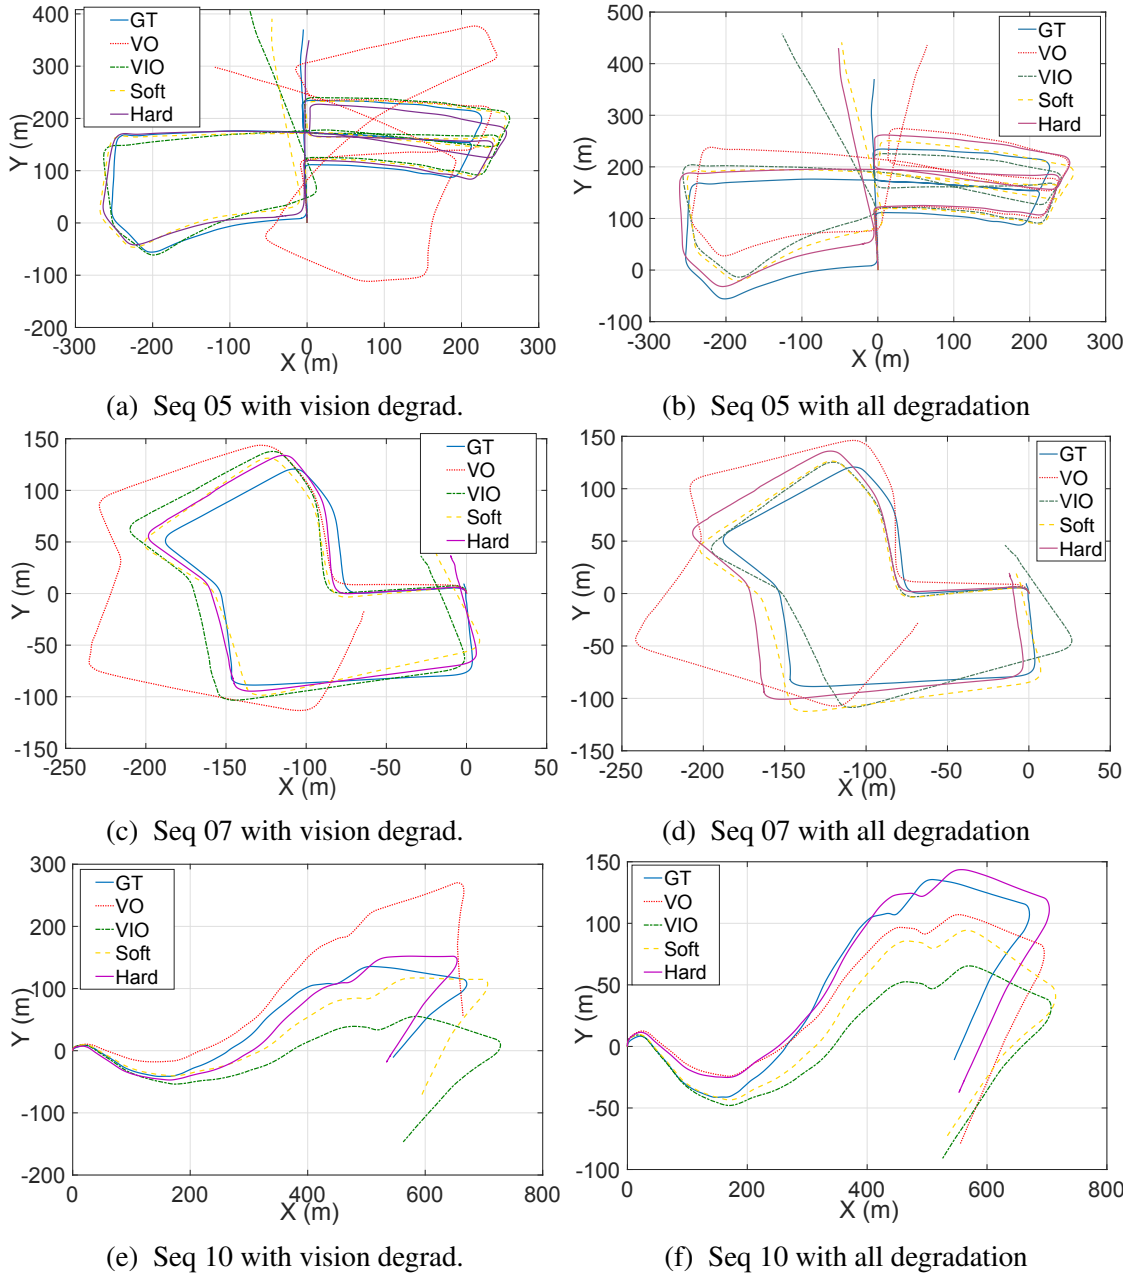 GT
VO
VIO
Soft
Hard
400
300
200
100
0
-100
-200
Y (m)
-300
-200
-100
0
100
200
300
X (m)
(a) Seq 05 with vision degrad.
GT
VO
VIO
Soft
Hard
500
400
300
200
100
0
-100
Y (m)
-300
-200
-100
0
100
200
300
X (m)
(b) Seq 05 with all degradation
GT
VO
VIO
Soft
Hard
150
100
50
0
-50
-100
-150
Y (m)
-250
-200
-150
-100
-50
0
50
X (m)
(c) Seq 07 with vision degrad.
GT
VO
VIO
Soft
Hard
150
100
50
0
-50
-100
-150
Y (m)
-250
-200
-150
-100
-50
0
50
X (m)
(d) Seq 07 with all degradation
GT
VO
VIO
Soft
Hard
300
200
100
0
-100
-200
Y (m)
0
200
400
600
800
X (m)
(e) Seq 10 with vision degrad.
GT
VO
VIO
Soft
Hard
150
100
50
0
-50
-100
Y (m)
0
200
400
600
800
X (m)
(f) Seq 10 with all degradation